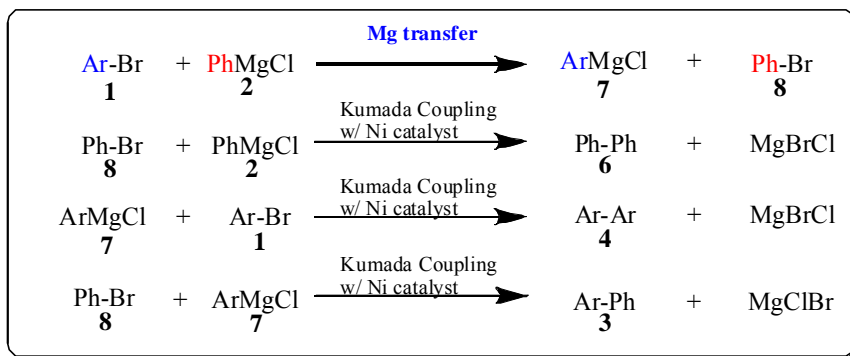 Mg transfer
Ar-Br + PhMgCl ArMgCl + Ph-Br
1 2 7 8
Kumada Coupling
w/ Ni catalyst
Ph-Br + PhMgCl Ph-Ph + MgBrCl
8 2 6
Kumada Coupling
w/ Ni catalyst
ArMgCl + Ar-Br Ar-Ar + MgBrCl
7 1 4
Kumada Coupling
w/ Ni catalyst
Ph-Br + ArMgCl Ar-Ph + MgClBr
8 7 3